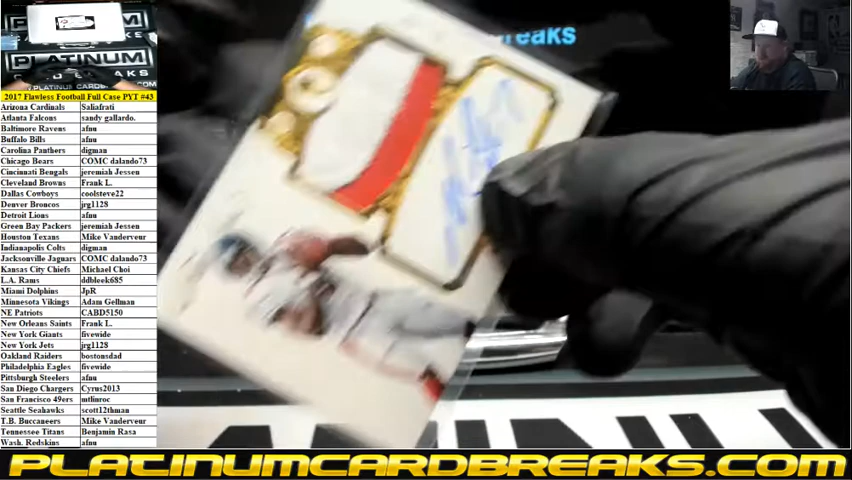 PLATINUM
PLATINUM CARD BREAKS
2017 Flawless Football Full Case PYT #43
Arizona Cardinals Saliafrati
Atlanta Falcons sandy gallardo.
Baltimore Ravens afnu
Buffalo Bills afnu
Carolina Panthers digman
Chicago Bears COMC dalando73
Cincinnati Bengals jeremiah Jessen
Cleveland Browns Frank L.
Dallas Cowboys coolsteve22
Denver Broncos jrg1128
Detroit Lions afnu
Green Bay Packers jeremiah Jessen
Houston Texans Mike Vanderveur
Indianapolis Colts digman
Jacksonville Jaguars COMC dalando73
Kansas City Chiefs Michael Choi
L.A. Rams ddbleek685
Miami Dolphins JpR
Minnesota Vikings Adam Gellman
NE Patriots CABD5150
New Orleans Saints Frank L.
New York Giants fivewide
New York Jets jrg1128
Oakland Raiders bostonsdad
Philadelphia Eagles fivewide
Pittsburgh Steelers afnu
San Diego Chargers Cyrus2013
San Francisco 49ers mtlinroc
Seattle Seahawks scott12thman
T.B. Buccaneers Mike Vanderveur
Tennessee Titans Benjamin Rasa
Wash. Redskins afnu
reaks
PLATINUMCARDBREAKS.COM